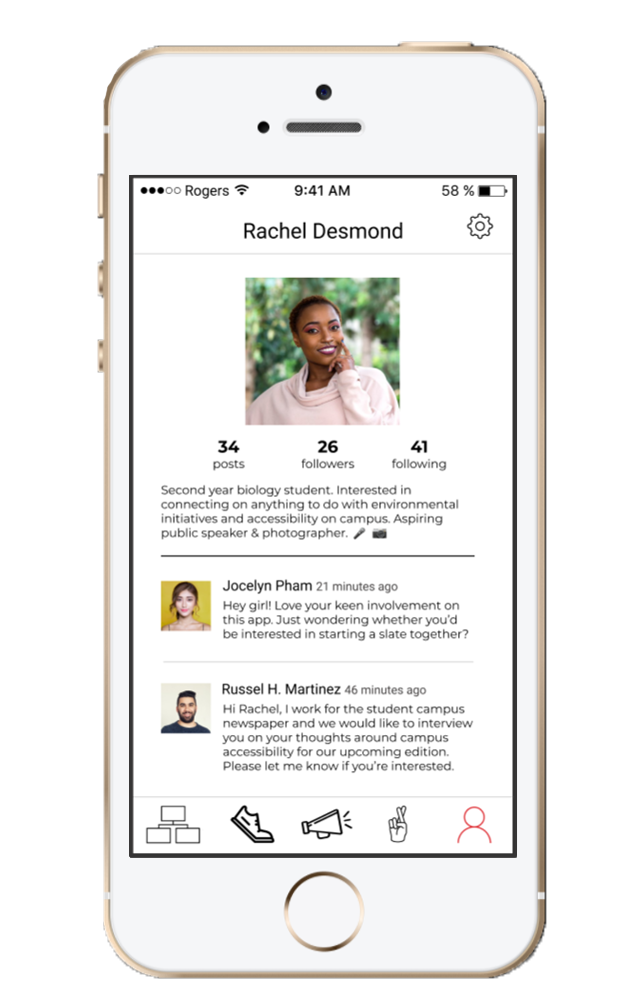 Rogers 9:41 AM 58 %
Rachel Desmond
34 26 41
posts followers following
Second year biology student. Interested in
connecting on anything to do with environmental
initiatives and accessibility on campus. Aspiring
public speaker & photographer. 🎤 📷
Jocelyn Pham 21 minutes ago
Hey girl! Love your keen involvement on
this app. Just wondering whether you'd
be interested in starting a slate together?
Russel H. Martinez 46 minutes ago
Hi Rachel, I work for the student campus
newspaper and we would like to interview
you on your thoughts around campus
accessibility for our upcoming edition.
Please let me know if you're interested.